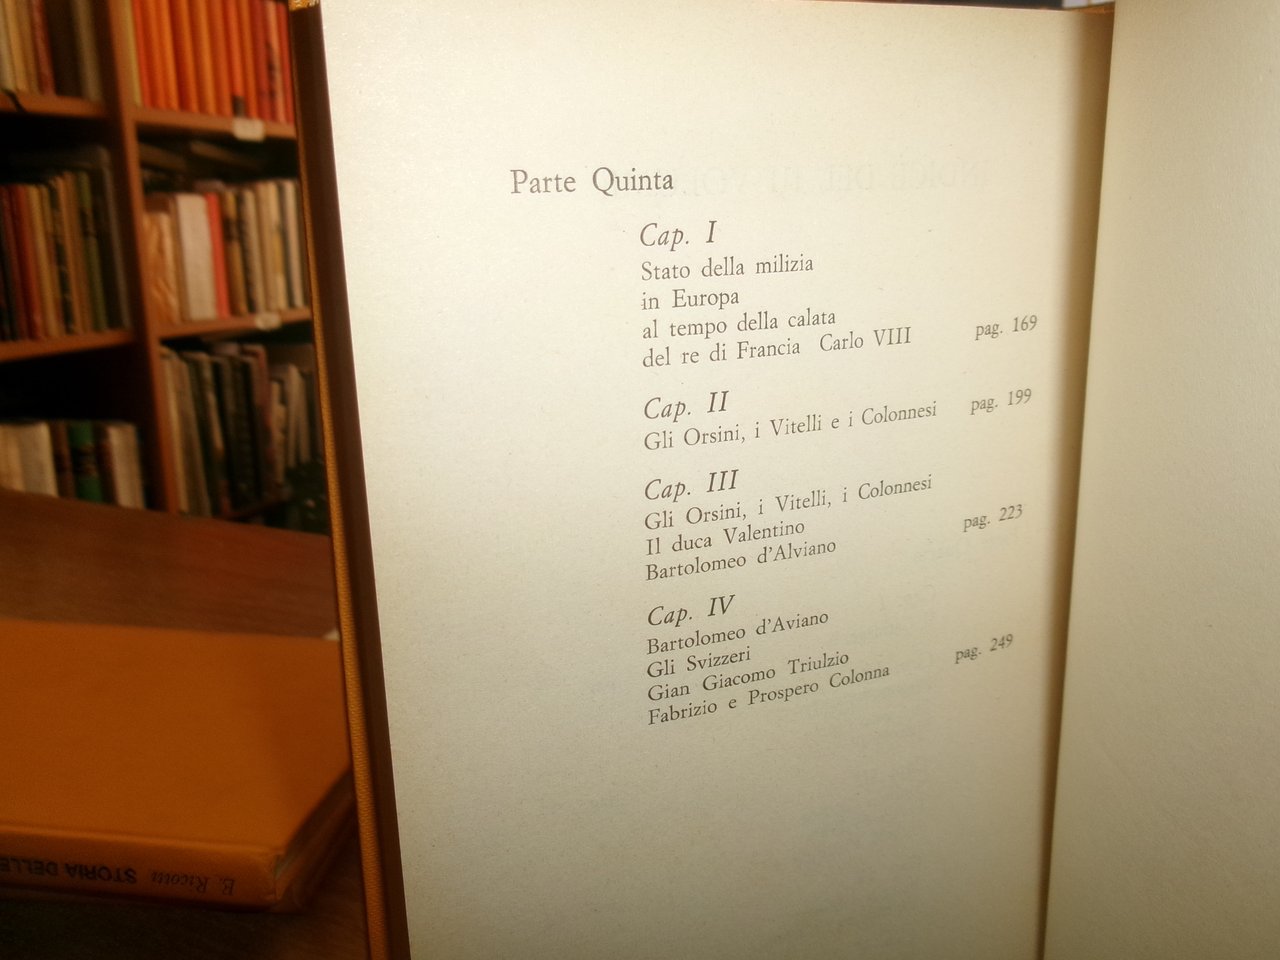 Parte Quinta
Cap. I
Stato della milizia
in Europa
al tempo della calata
del re di Francia Carlo VIII pag. 169
Cap. II
Gli Orsini, i Vitelli e i Colonnesi pag. 199
Cap. III
Gli Orsini, i Vitelli, i Colonnesi
Il duca Valentino
Bartolomeo d'Alviano pag. 223
Cap. IV
Bartolomeo d'Aviano
Gli Svizzeri
Gian Giacomo Triulzio
Fabrizio e Prospero Colonna pag. 249
E. Ricotti STORIA DELLE